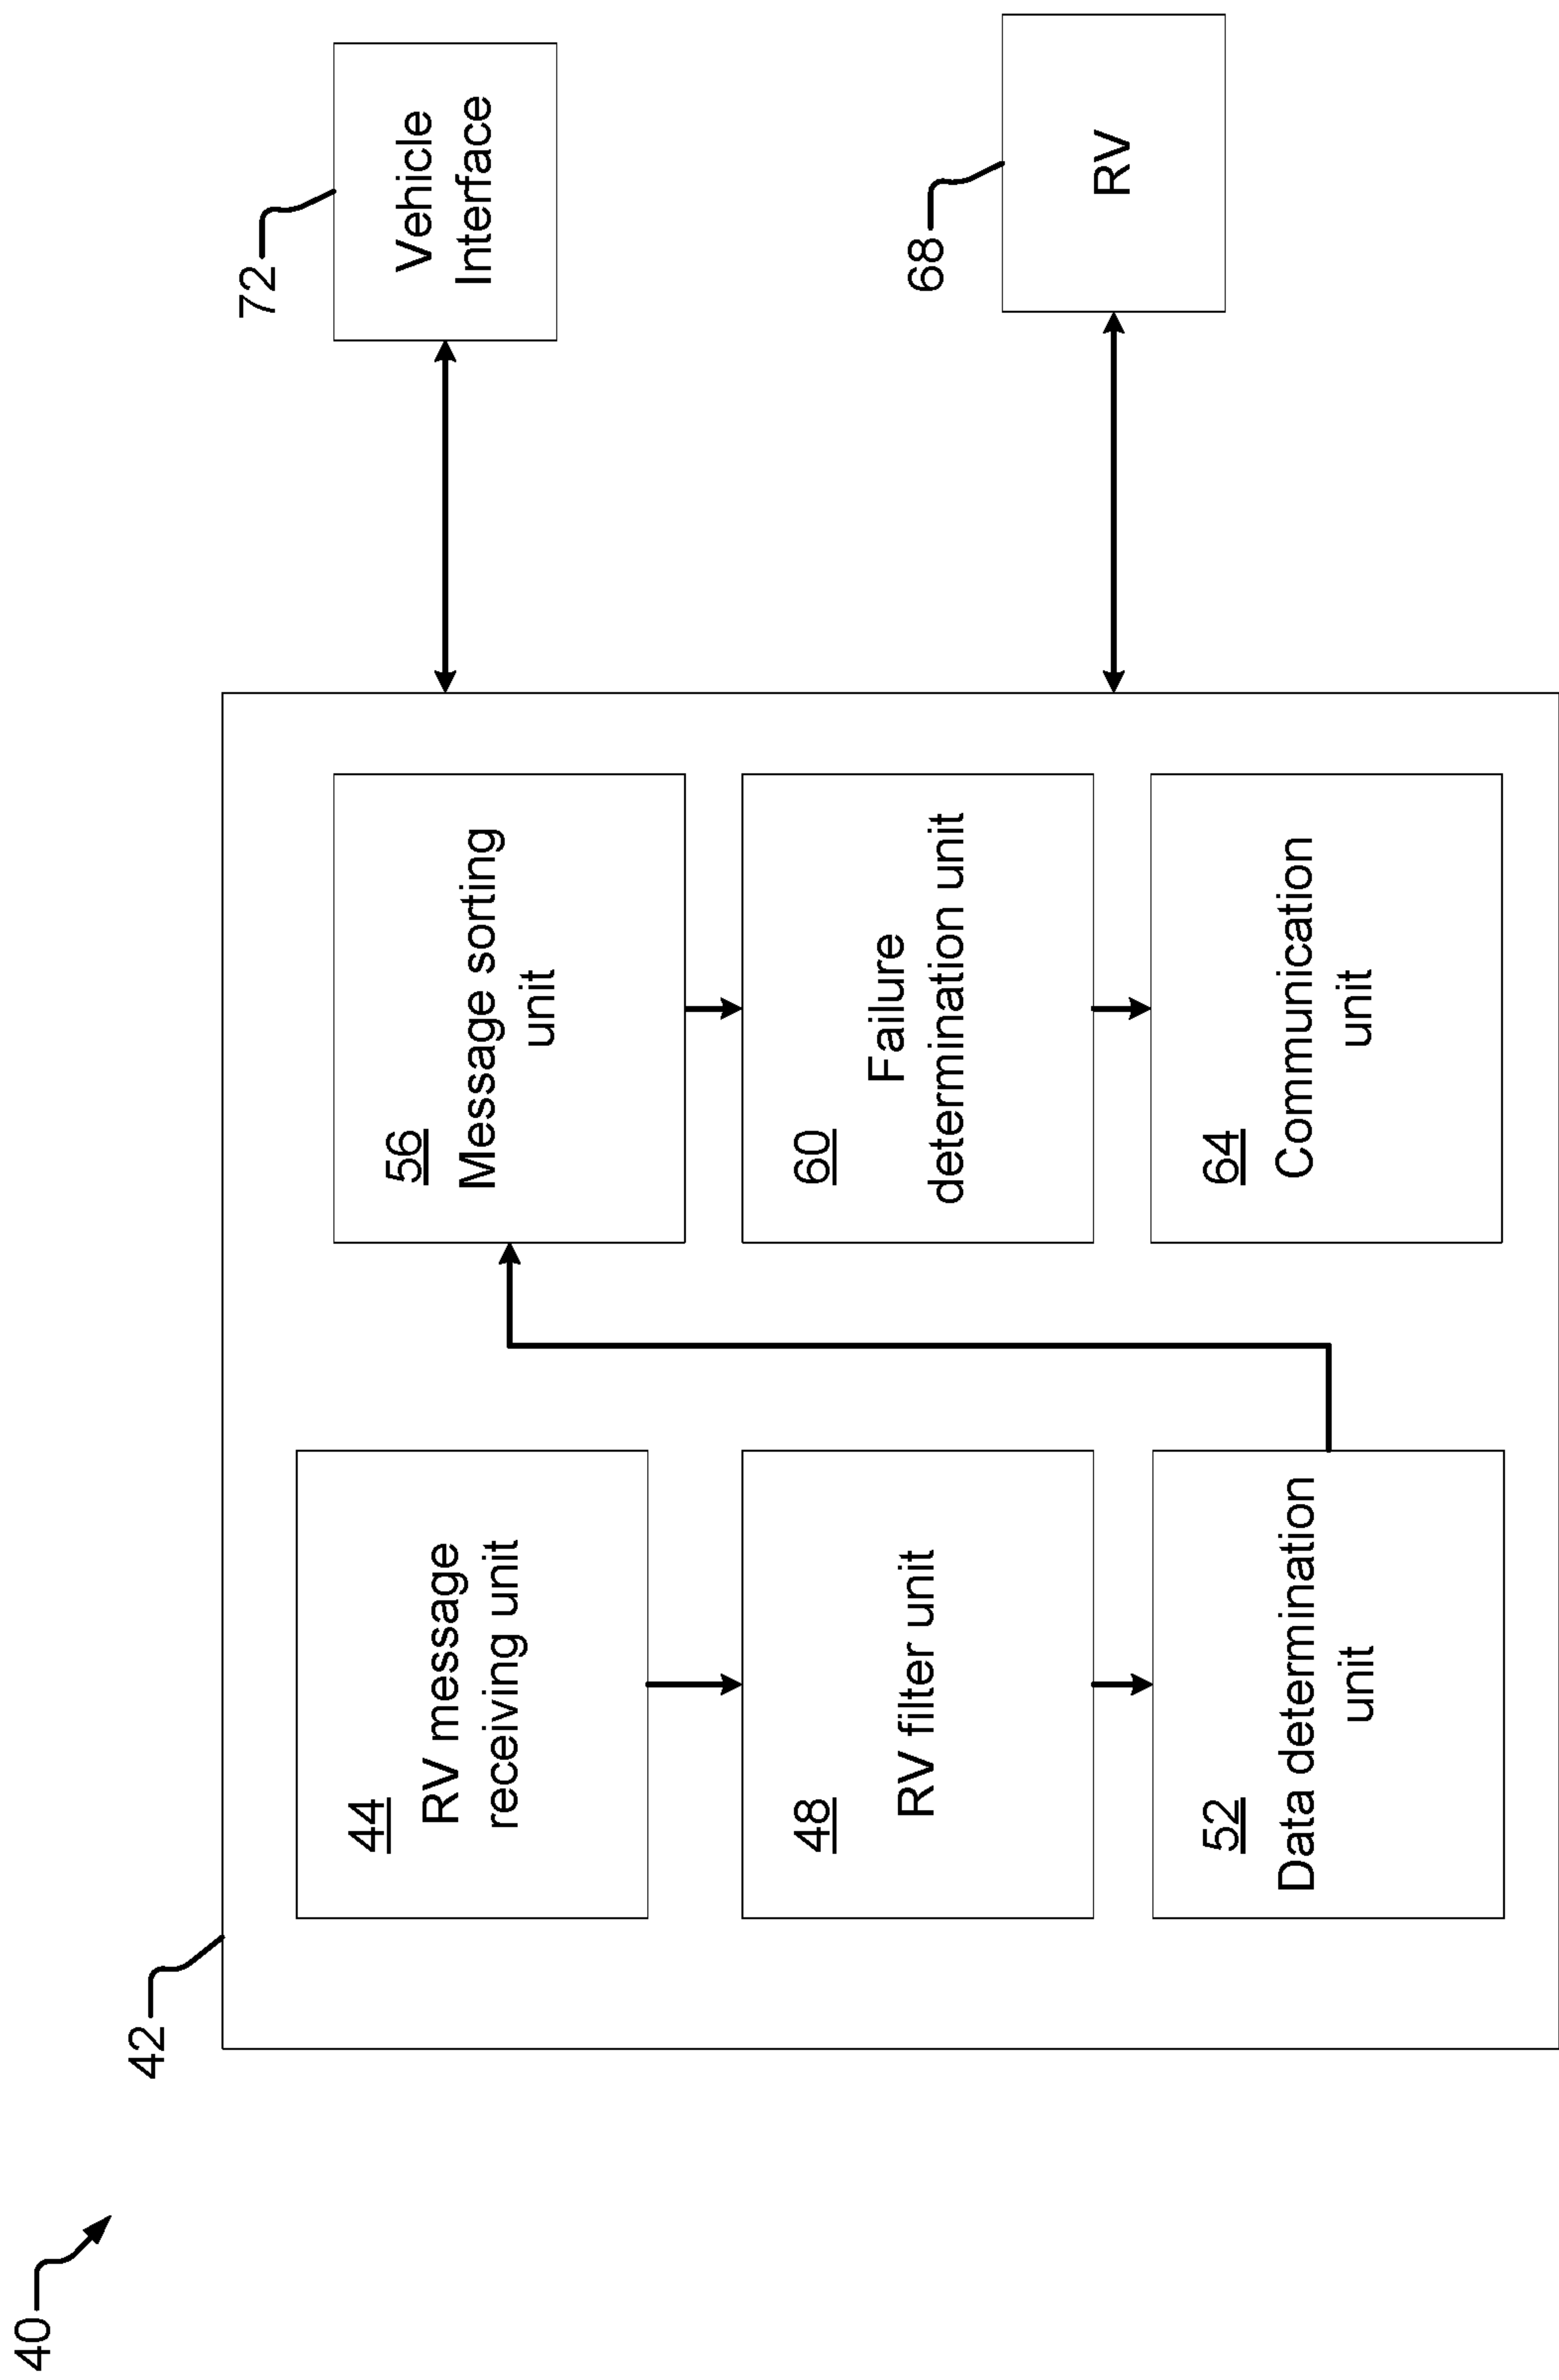 40
42
44
RV message
receiving unit
48
RV filter unit
52
Data determination
unit
56
Message sorting
unit
60
Failure
determination unit
64
Communication
unit
72
Vehicle
Interface
68
RV